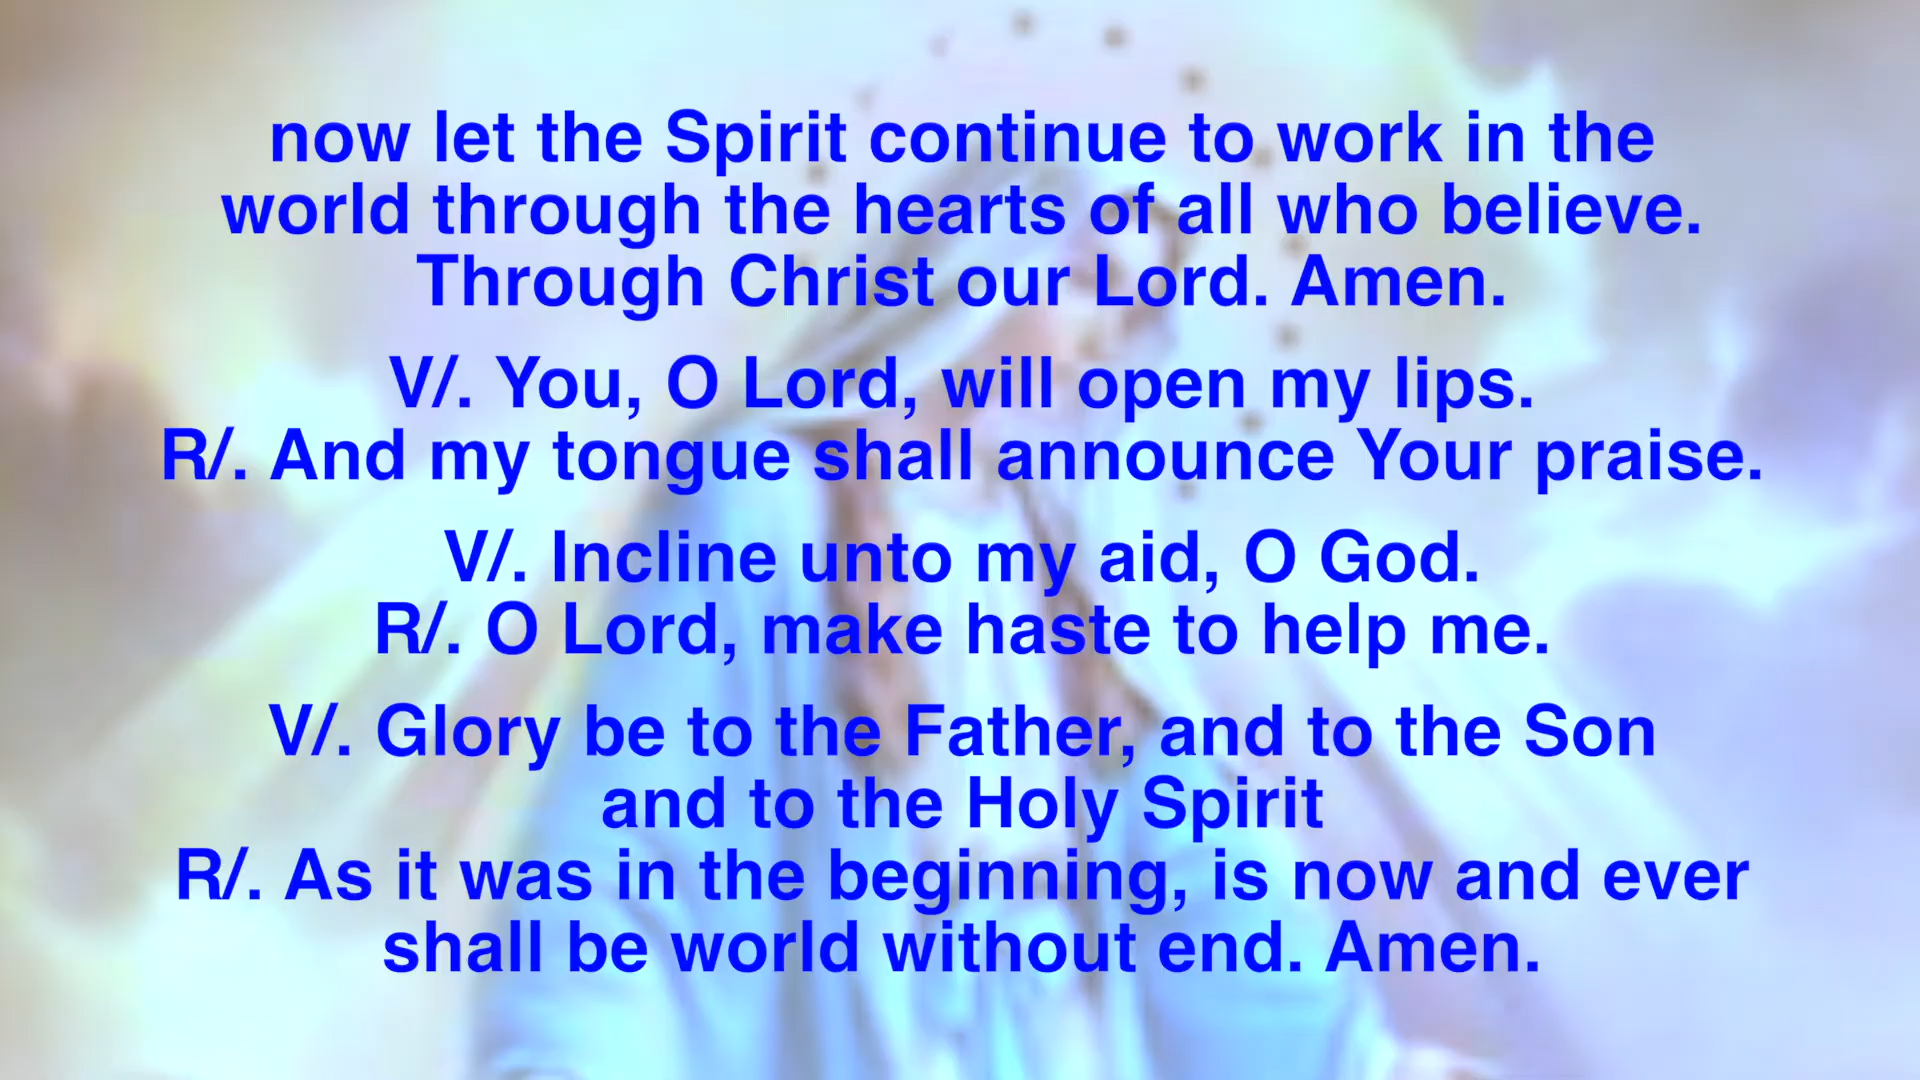 now let the Spirit continue to work in the
world through the hearts of all who believe.
Through Christ our Lord. Amen.
V/. You, O Lord, will open my lips.
R/. And my tongue shall announce Your praise.
V/. Incline unto my aid, O God.
R/. O Lord, make haste to help me.
V/. Glory be to the Father, and to the Son
and to the Holy Spirit
R/. As it was in the beginning, is now and ever
shall be world without end. Amen.